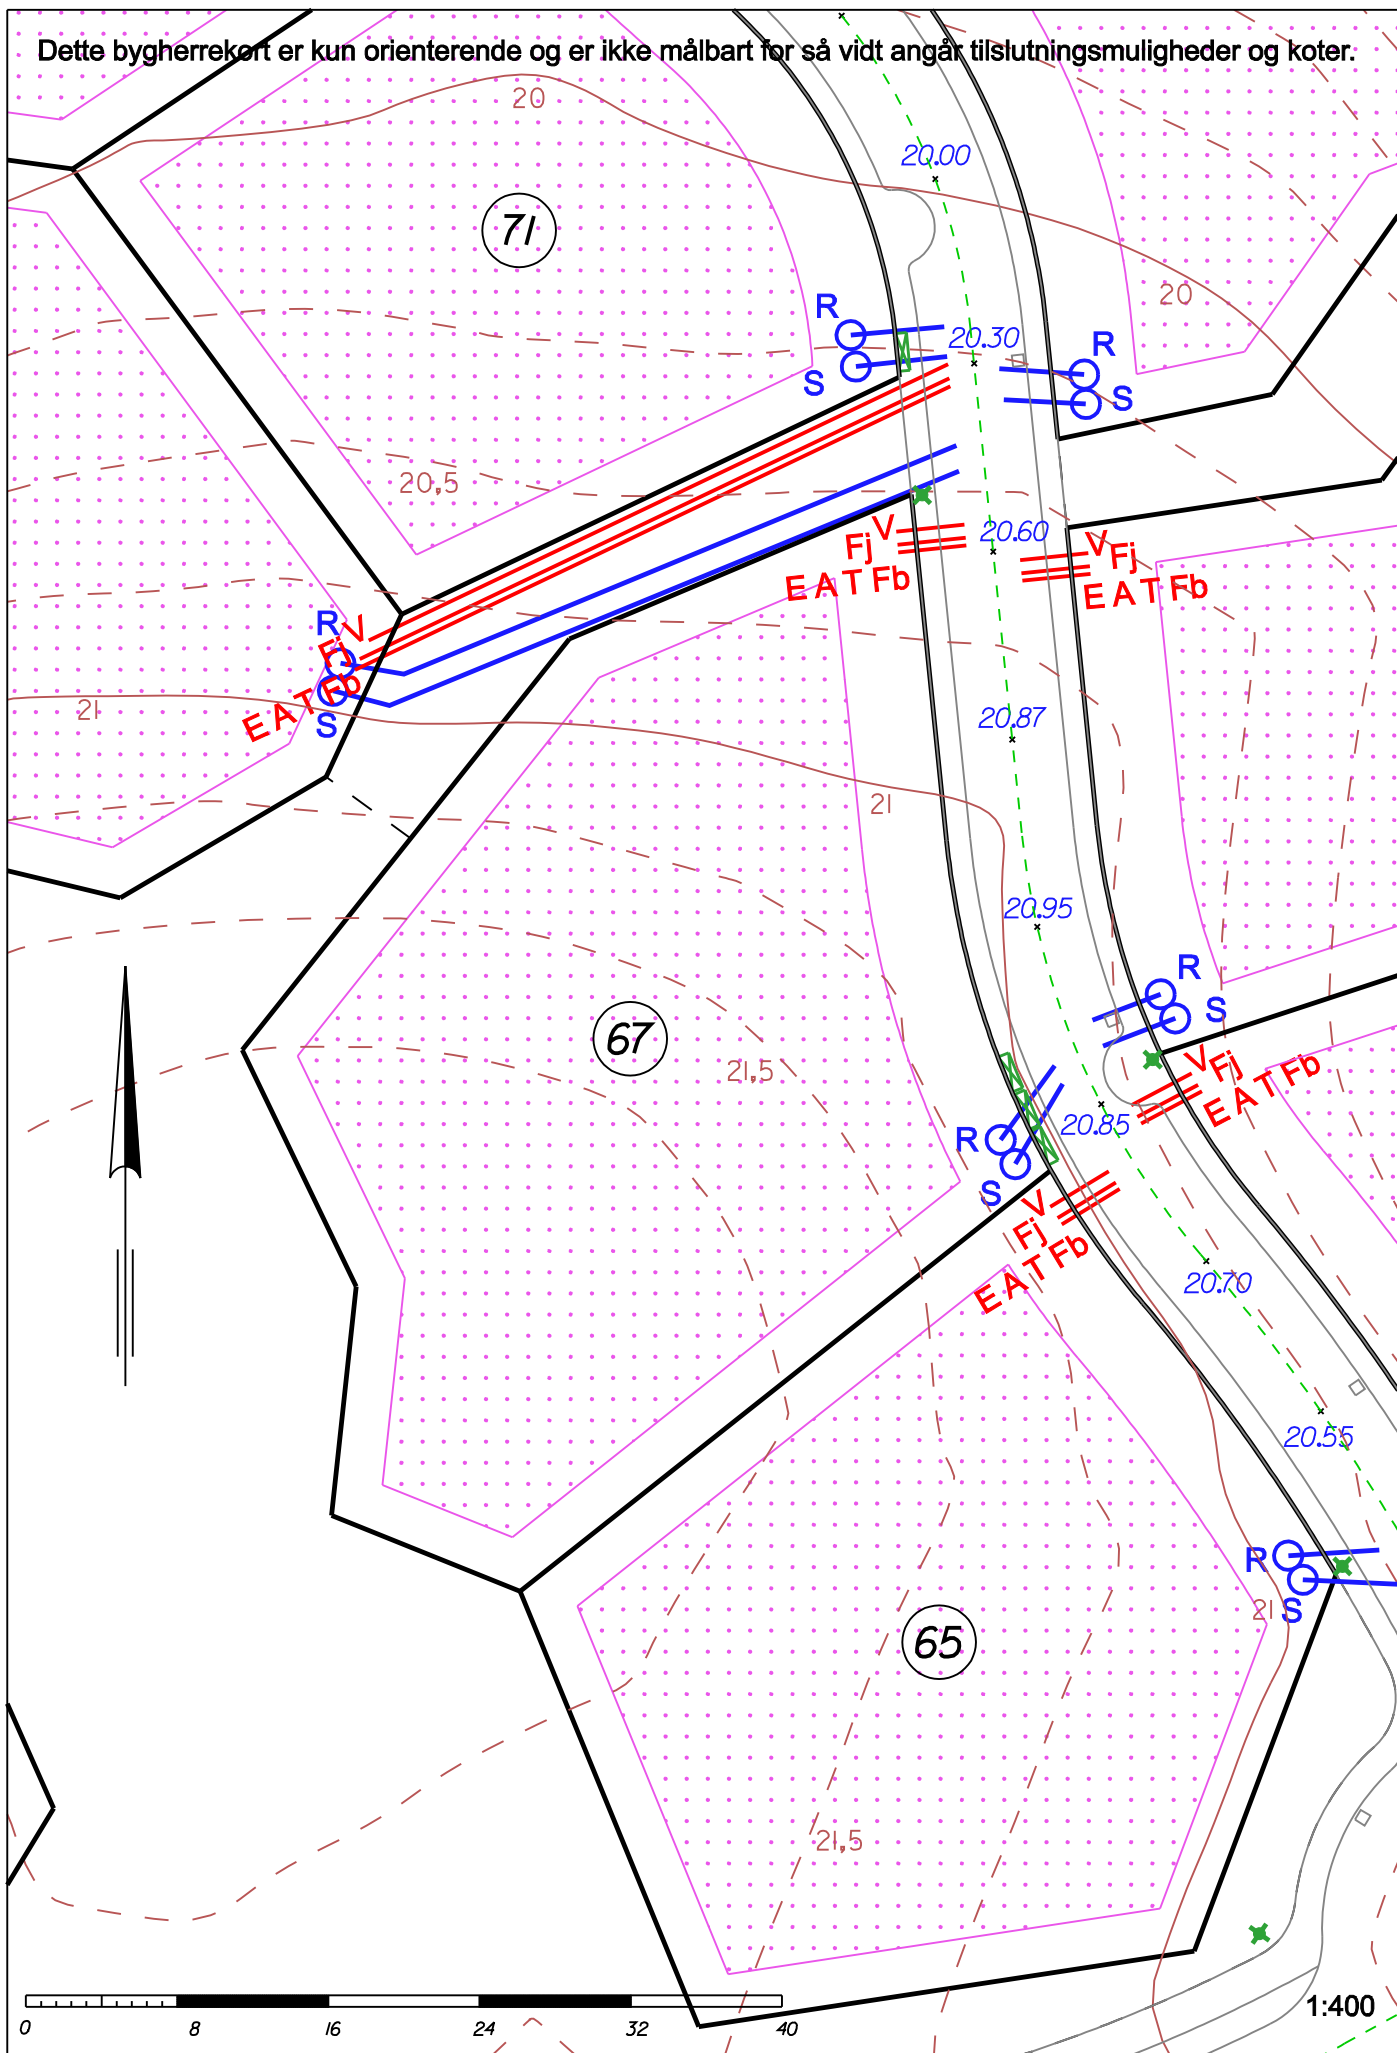 Dette bygherrekort er kun orienterende og er ikke målbart for så vidt angår tilslutningsmuligheder og koter.
20
20.00
71
20
R
20.30
R
S
S
20,5
V
20.60
V
Fj
Fj
E A T Fb
E A T Fb
R
V
Fj
E A T Fb
S
21
20.87
21
20.95
R
S
67
21,5
V
Fj
E A T Fb
20.85
R
S
V
Fj
E A T Fb
20.70
20.55
R
S
21
65
21,5
1:400
0 8 16 24 32 40